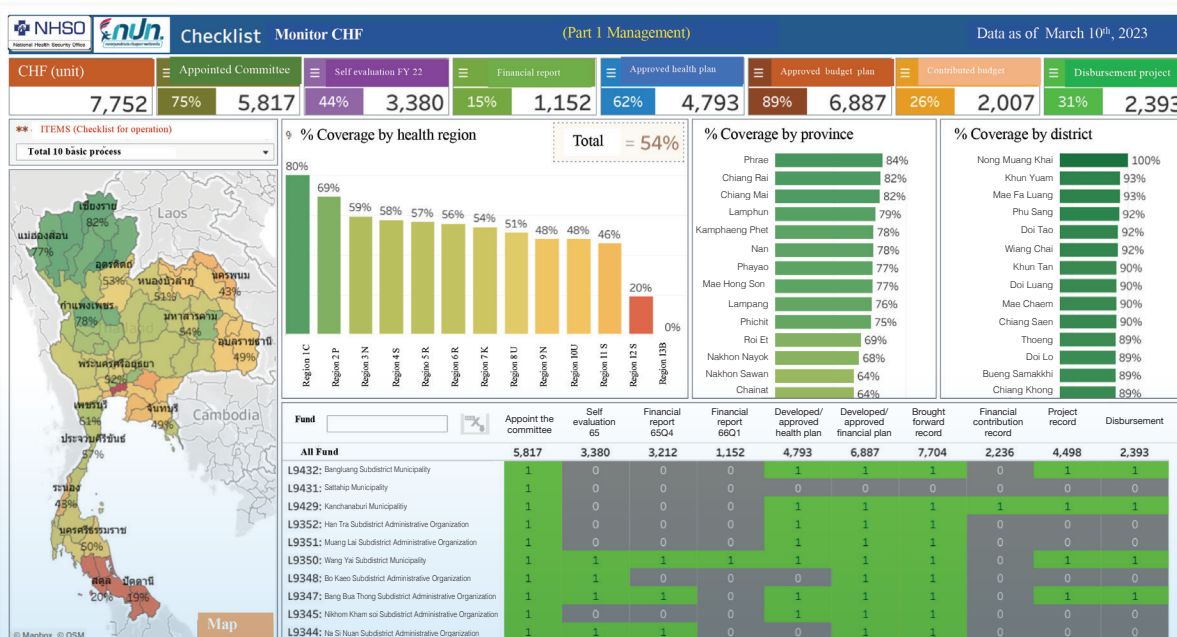 NHSO
National Health Security Office
กปท.
Checklist Monitor CHF
(Part 1 Management)
Data as of March 10th, 2023
CHF (unit)
7,752
Appointed Committee
75% 5,817
Self evaluation FY 22
44% 3,380
Financial report
15% 1,152
Approved health plan
62% 4,793
Approved budget plan
89% 6,887
Contributed budget
26% 2,007
Disbursement project
31% 2,393
** ITEMS (Checklist for operation)
Total 10 basic process
เชียงราย
82%
Laos
แม่ฮ่องสอน
77%
อุตรดิตถ์
53%
หนองบัวลำภู
51%
นครพนม
43%
กำแพงเพชร
78%
Thailand
มหาสารคาม
54%
อุบลราชธานี
49%
พระนครศรีอยุธยา
52%
เพชรบุรี
61%
จันทบุรี
49%
Cambodia
ประจวบคีรีขันธ์
57%
ระนอง
43%
นครศรีธรรมราช
50%
สตูล
20%
ปัตตานี
19%
Map
© Mapbox © OSM
% Coverage by health region
Total = 54%
80%
69%
59%
58%
57%
56%
54%
51%
48%
48%
46%
20%
0%
Region 1C
Region 2 P
Region 3 N
Region 4 S
Regino 5 R
Region 6 R
Region 7 K
Region 8 U
Region 9 N
Region 10U
Region 11 S
Region 12 S
Region 13B
% Coverage by province
Phrae 84%
Chiang Rai 82%
Chiang Mai 82%
Lamphun 79%
Kamphaeng Phet 78%
Nan 78%
Phayao 77%
Mae Hong Son 77%
Lampang 76%
Phichit 75%
Roi Et 69%
Nakhon Nayok 68%
Nakhon Sawan 64%
Chainat 64%
% Coverage by district
Nong Muang Khai 100%
Khun Yuam 93%
Mae Fa Luang 93%
Phu Sang 92%
Doi Tao 92%
Wiang Chai 92%
Khun Tan 90%
Doi Luang 90%
Mae Chaem 90%
Chiang Saen 90%
Thoeng 89%
Doi Lo 89%
Bueng Samakkhi 89%
Chiang Khong 89%
Fund
Appoint the committee
Self evaluation 65
Financial report 65Q4
Financial report 66Q1
Developed/ approved health plan
Developed/ approved financial plan
Brought forward record
Financial contribution record
Project record
Disbursement
All Fund 5,817 3,380 3,212 1,152 4,793 6,887 7,704 2,236 4,498 2,393
L9432: Bangluang Subdistrict Municipality 1 0 0 0 1 1 1 0 1 1
L9431: Sattahip Municipality 1 0 0 0 0 0 0 0 0 0
L9429: Kanchanaburi Municipalitiy 1 0 0 0 1 1 1 1 1 1
L9352: Han Tra Subdistrict Administrative Organization 1 0 0 0 1 1 1 0 0 0
L9351: Muang Lai Subdistrict Administrative Organization 1 0 0 0 1 1 1 0 0 0
L9350: Wang Yai Subdistrict Municipality 1 1 1 1 1 1 1 0 1 1
L9348: Bo Kaeo Subdistrict Administrative Organization 1 1 0 0 0 1 1 0 0 0
L9347: Bang Bua Thong Subdistrict Administrative Organization 1 1 1 0 1 1 1 0 1 1
L9345: Nikhom Kham soi Subdistrict Administrative Organization 1 0 0 0 1 1 1 0 0 0
L9344: Na Si Nuan Subdistrict Administrative Organization 1 1 1 0 0 1 1 0 0 0